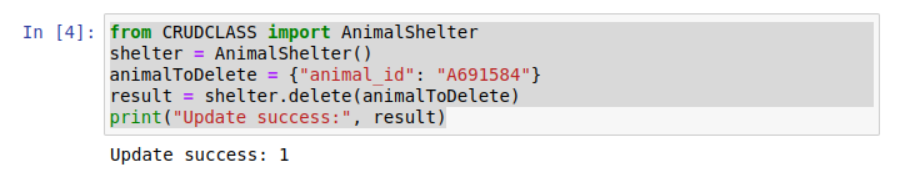 In [4]: from CRUDCLASS import AnimalShelter
shelter = AnimalShelter()
animalToDelete = {"animal_id": "A691584"}
result = shelter.delete(animalToDelete)
print("Update success:", result)
Update success: 1